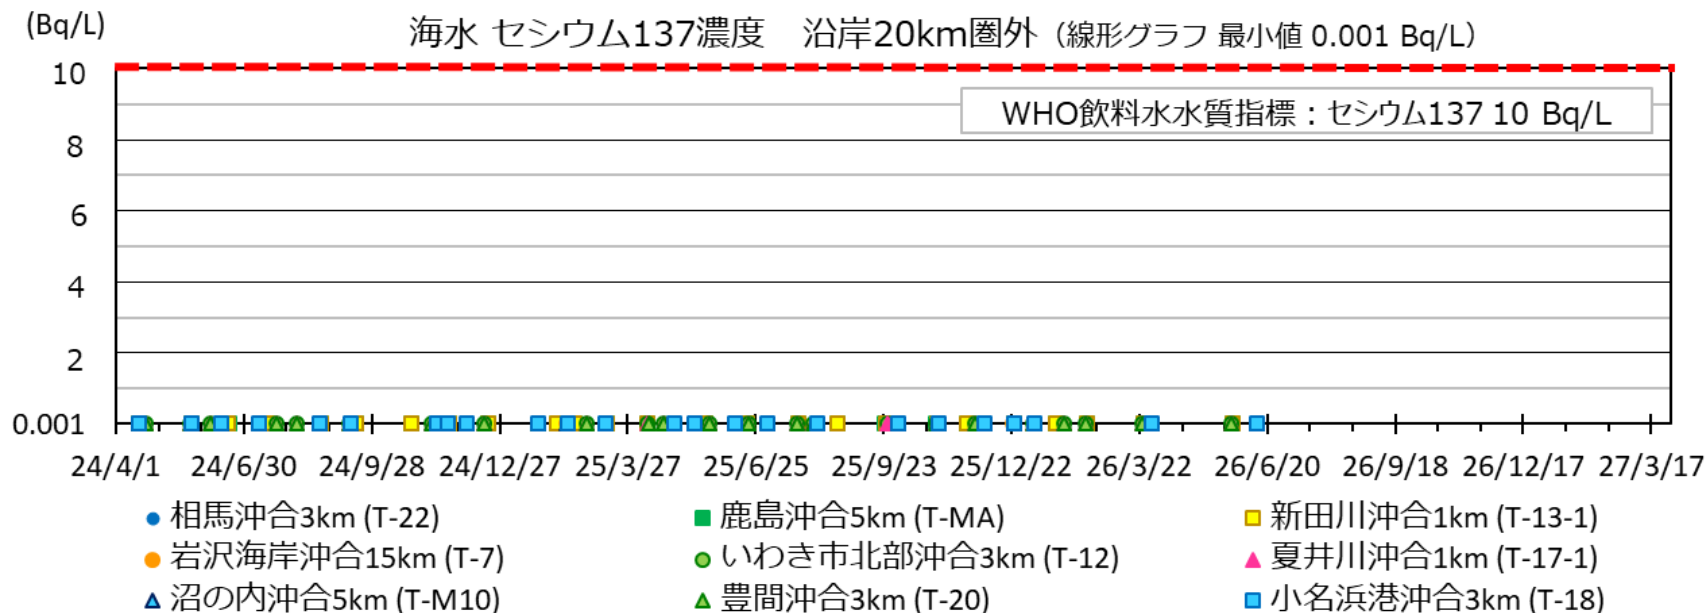 (Bq/L)
海水 セシウム137濃度 沿岸20km圏外（線形グラフ 最小値 0.001 Bq/L）
10
WHO飲料水水質指標：セシウム137 10 Bq/L
8
6
4
2
0.001
24/4/1 24/6/30 24/9/28 24/12/27 25/3/27 25/6/25 25/9/23 25/12/22 26/3/22 26/6/20 26/9/18 26/12/17 27/3/17
相馬沖合3km (T-22) 鹿島沖合5km (T-MA) 新田川沖合1km (T-13-1)
岩沢海岸沖合15km (T-7) いわき市北部沖合3km (T-12) 夏井川沖合1km (T-17-1)
沼の内沖合5km (T-M10) 豊間沖合3km (T-20) 小名浜港沖合3km (T-18)